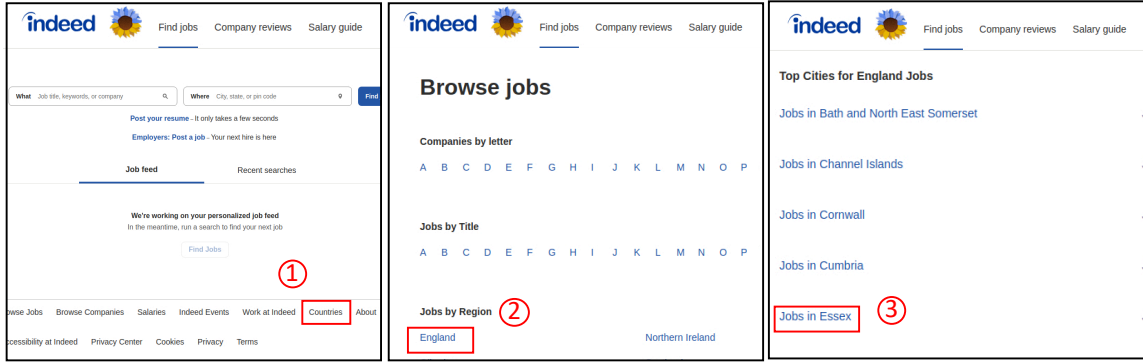 indeed
Find jobs Company reviews Salary guide
What Job title, keywords, or company Where City, state, or pin code Find
Post your resume - It only takes a few seconds
Employers: Post a job - Your next hire is here
Job feed Recent searches
We're working on your personalized job feed
In the meantime, run a search to find your next job
Find Jobs
1
owse Jobs Browse Companies Salaries Indeed Events Work at Indeed Countries About
ccessibility at Indeed Privacy Center Cookies Privacy Terms
indeed
Find jobs Company reviews Salary guide
Browse jobs
Companies by letter
A B C D E F G H I J K L M N O P
Jobs by Title
A B C D E F G H I J K L M N O P
Jobs by Region 2
England Northern Ireland
indeed
Find jobs Company reviews Salary guide
Top Cities for England Jobs
Jobs in Bath and North East Somerset
Jobs in Channel Islands
Jobs in Cornwall
Jobs in Cumbria
Jobs in Essex 3